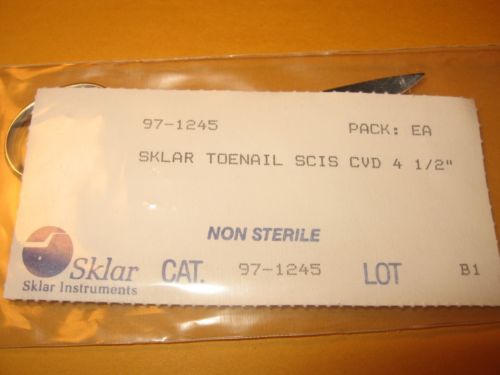 97-1245 PACK: EA
SKLAR TOENAIL SCIS CVD 4 1/2"
NON STERILE
Sklar CAT. 97-1245 LOT B1
Sklar Instruments